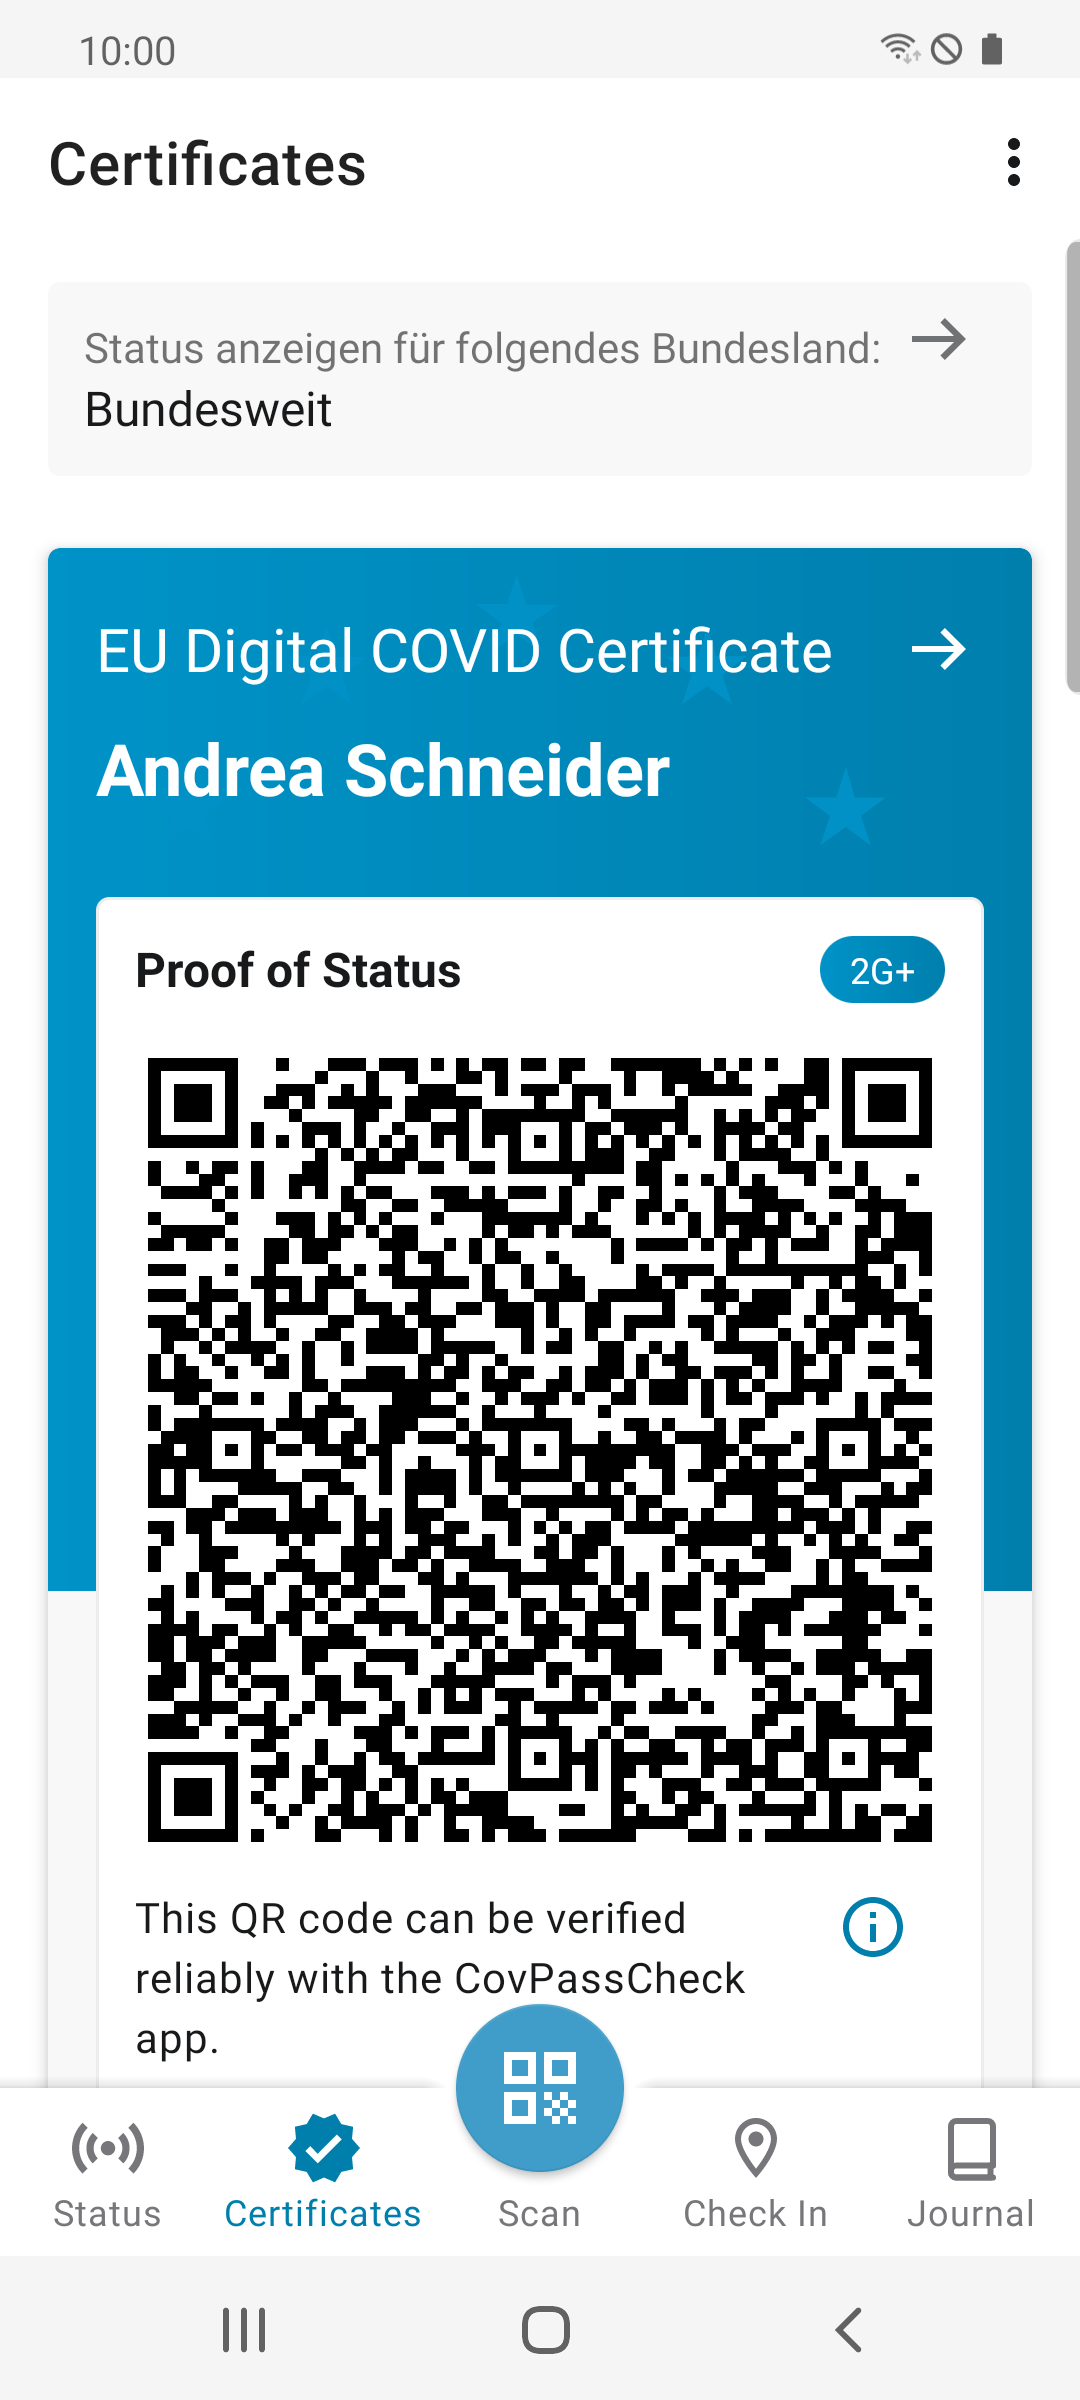 10:00
Certificates
Status anzeigen für folgendes Bundesland:
Bundesweit
EU Digital COVID Certificate
Andrea Schneider
Proof of Status
2G+
This QR code can be verified
reliably with the CovPassCheck
app.
Status
Certificates
Scan
Check In
Journal